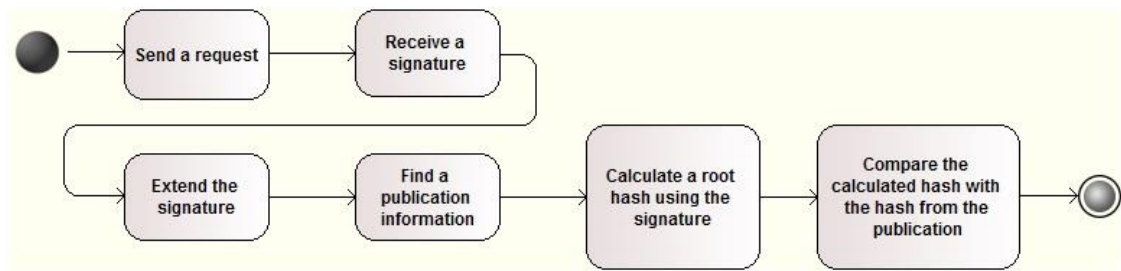 Send a request
Receive a
signature
Extend the
signature
Find a
publication
information
Calculate a root
hash using the
signature
Compare the
calculated hash with
the hash from the
publication